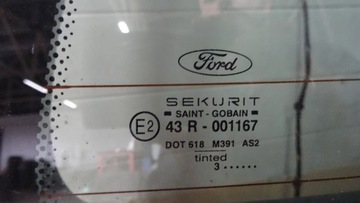 Ford
SEKURIT
SAINT - GOBAIN
E2 43 R - 001167
DOT 618 M391 AS2
tinted
3 ......